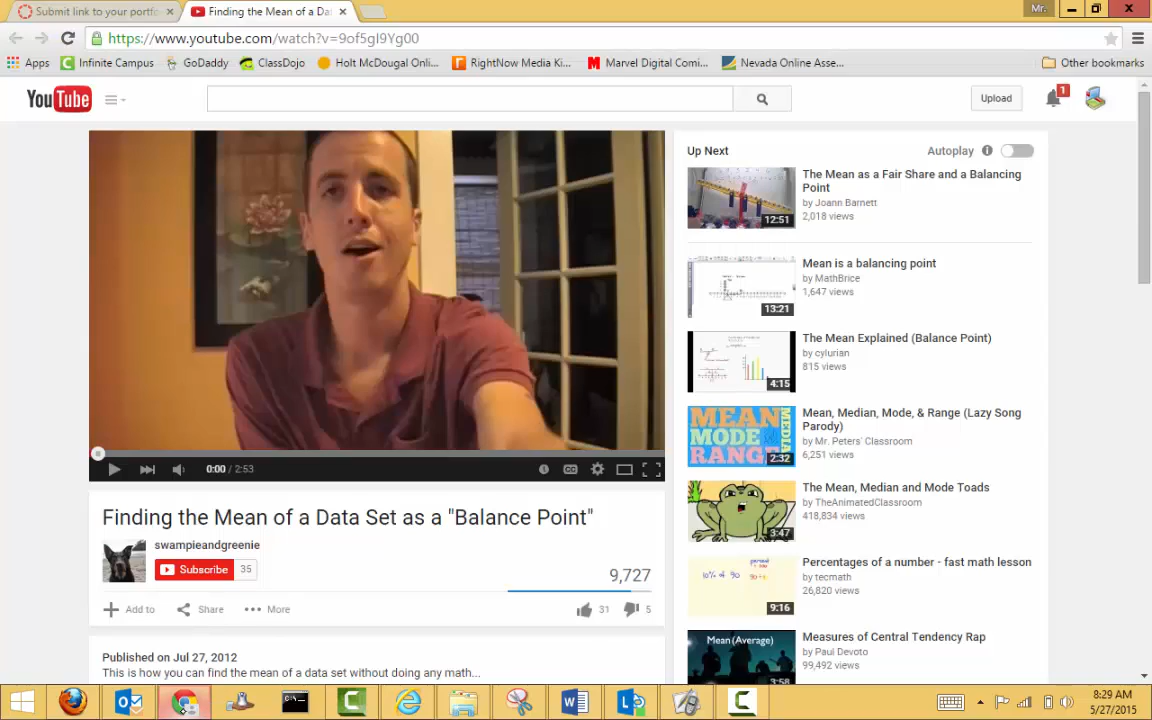 Submit link to your portf
Finding the Mean of a Da
Mr.
https://www.youtube.com/watch?v=9of5gI9Yg00
Apps
Infinite Campus
GoDaddy
ClassDojo
Holt McDougal Onli...
RightNow Media Ki...
Marvel Digital Comi...
Nevada Online Asse...
Other bookmarks
YouTube
Upload
1
Up Next
Autoplay
The Mean as a Fair Share and a Balancing
Point
by Joann Barnett
2,018 views
12:51
Mean is a balancing point
by MathBrice
1,647 views
13:21
The Mean Explained (Balance Point)
by cylurian
815 views
4:15
MEAN
MODE
RANGE
MEDIA
2:32
Mean, Median, Mode, & Range (Lazy Song
Parody)
by Mr. Peters' Classroom
6,251 views
The Mean, Median and Mode Toads
by TheAnimatedClassroom
418,834 views
3:47
Percentages of a number - fast math lesson
by tecmath
26,820 views
9:16
Mean (Average)
3:58
Measures of Central Tendency Rap
by Paul Devoto
99,492 views
0:00 / 2:53
CC
Finding the Mean of a Data Set as a "Balance Point"
swampieandgreenie
Subscribe 35
9,727
Add to
Share
More
31
5
Published on Jul 27, 2012
This is how you can find the mean of a data set without doing any math...
8:29 AM
5/27/2015